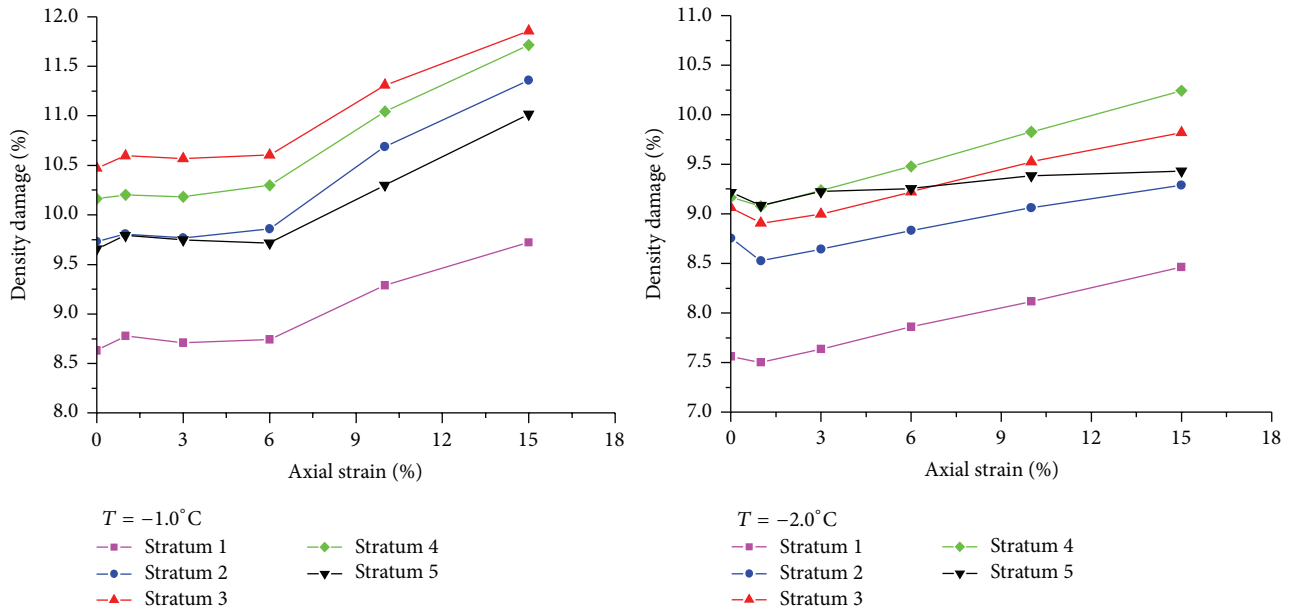 12.0
11.5
11.0
10.5
10.0
9.5
9.0
8.5
8.0
Density damage (%)
0 3 6 9 12 15 18
Axial strain (%)
T = −1.0°C
Stratum 1
Stratum 2
Stratum 3
Stratum 4
Stratum 5
11.0
10.5
10.0
9.5
9.0
8.5
8.0
7.5
7.0
Density damage (%)
0 3 6 9 12 15 18
Axial strain (%)
T = −2.0°C
Stratum 1
Stratum 2
Stratum 3
Stratum 4
Stratum 5